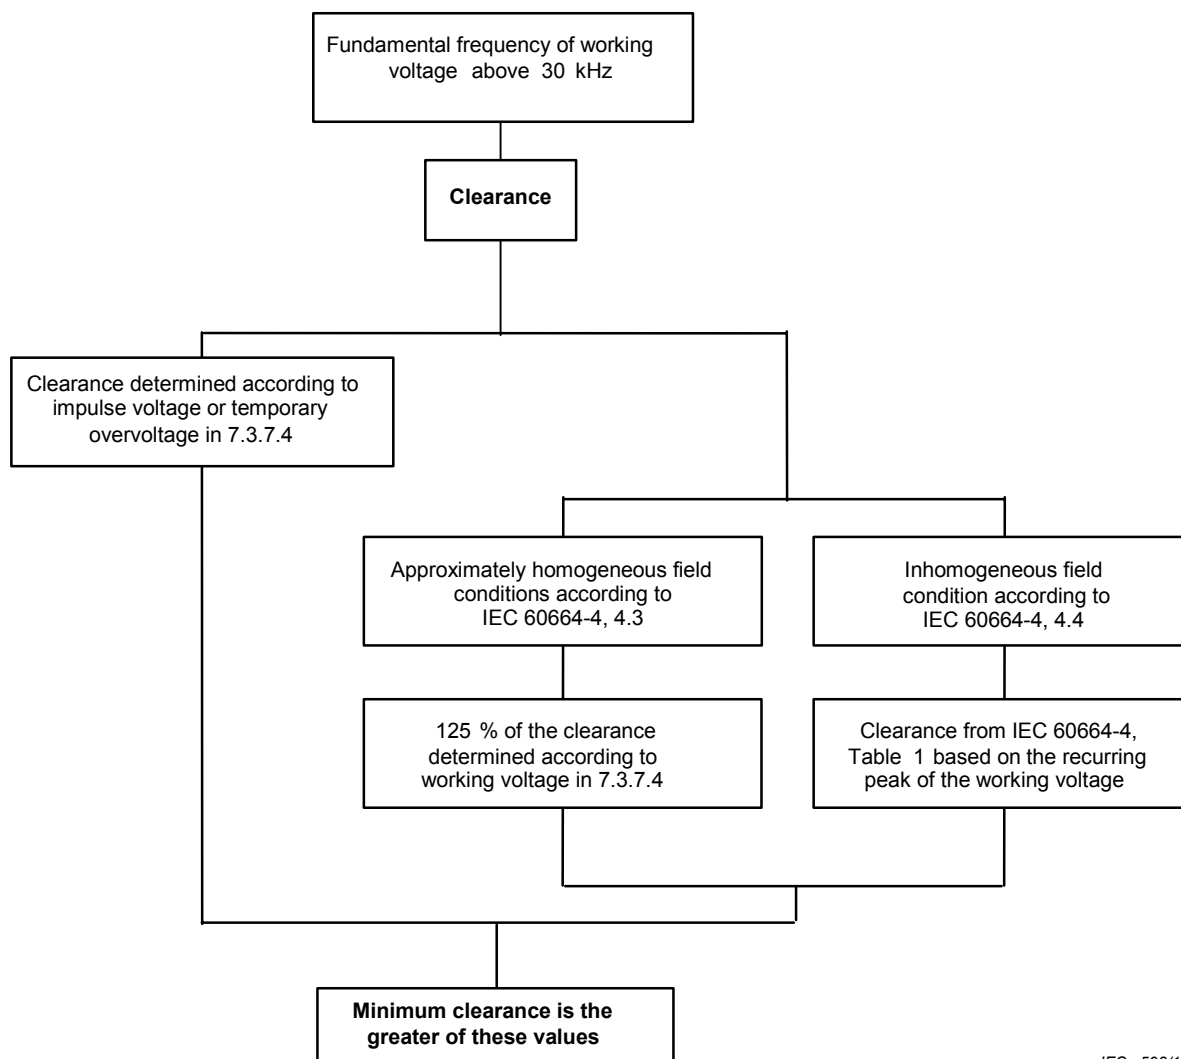 Fundamental frequency of working
voltage above 30 kHz
Clearance
Clearance determined according to
impulse voltage or temporary
overvoltage in 7.3.7.4
Approximately homogeneous field
conditions according to
IEC 60664-4, 4.3
Inhomogeneous field
condition according to
IEC 60664-4, 4.4
125 % of the clearance
determined according to
working voltage in 7.3.7.4
Clearance from IEC 60664-4,
Table 1 based on the recurring
peak of the working voltage
Minimum clearance is the
greater of these values
IEC